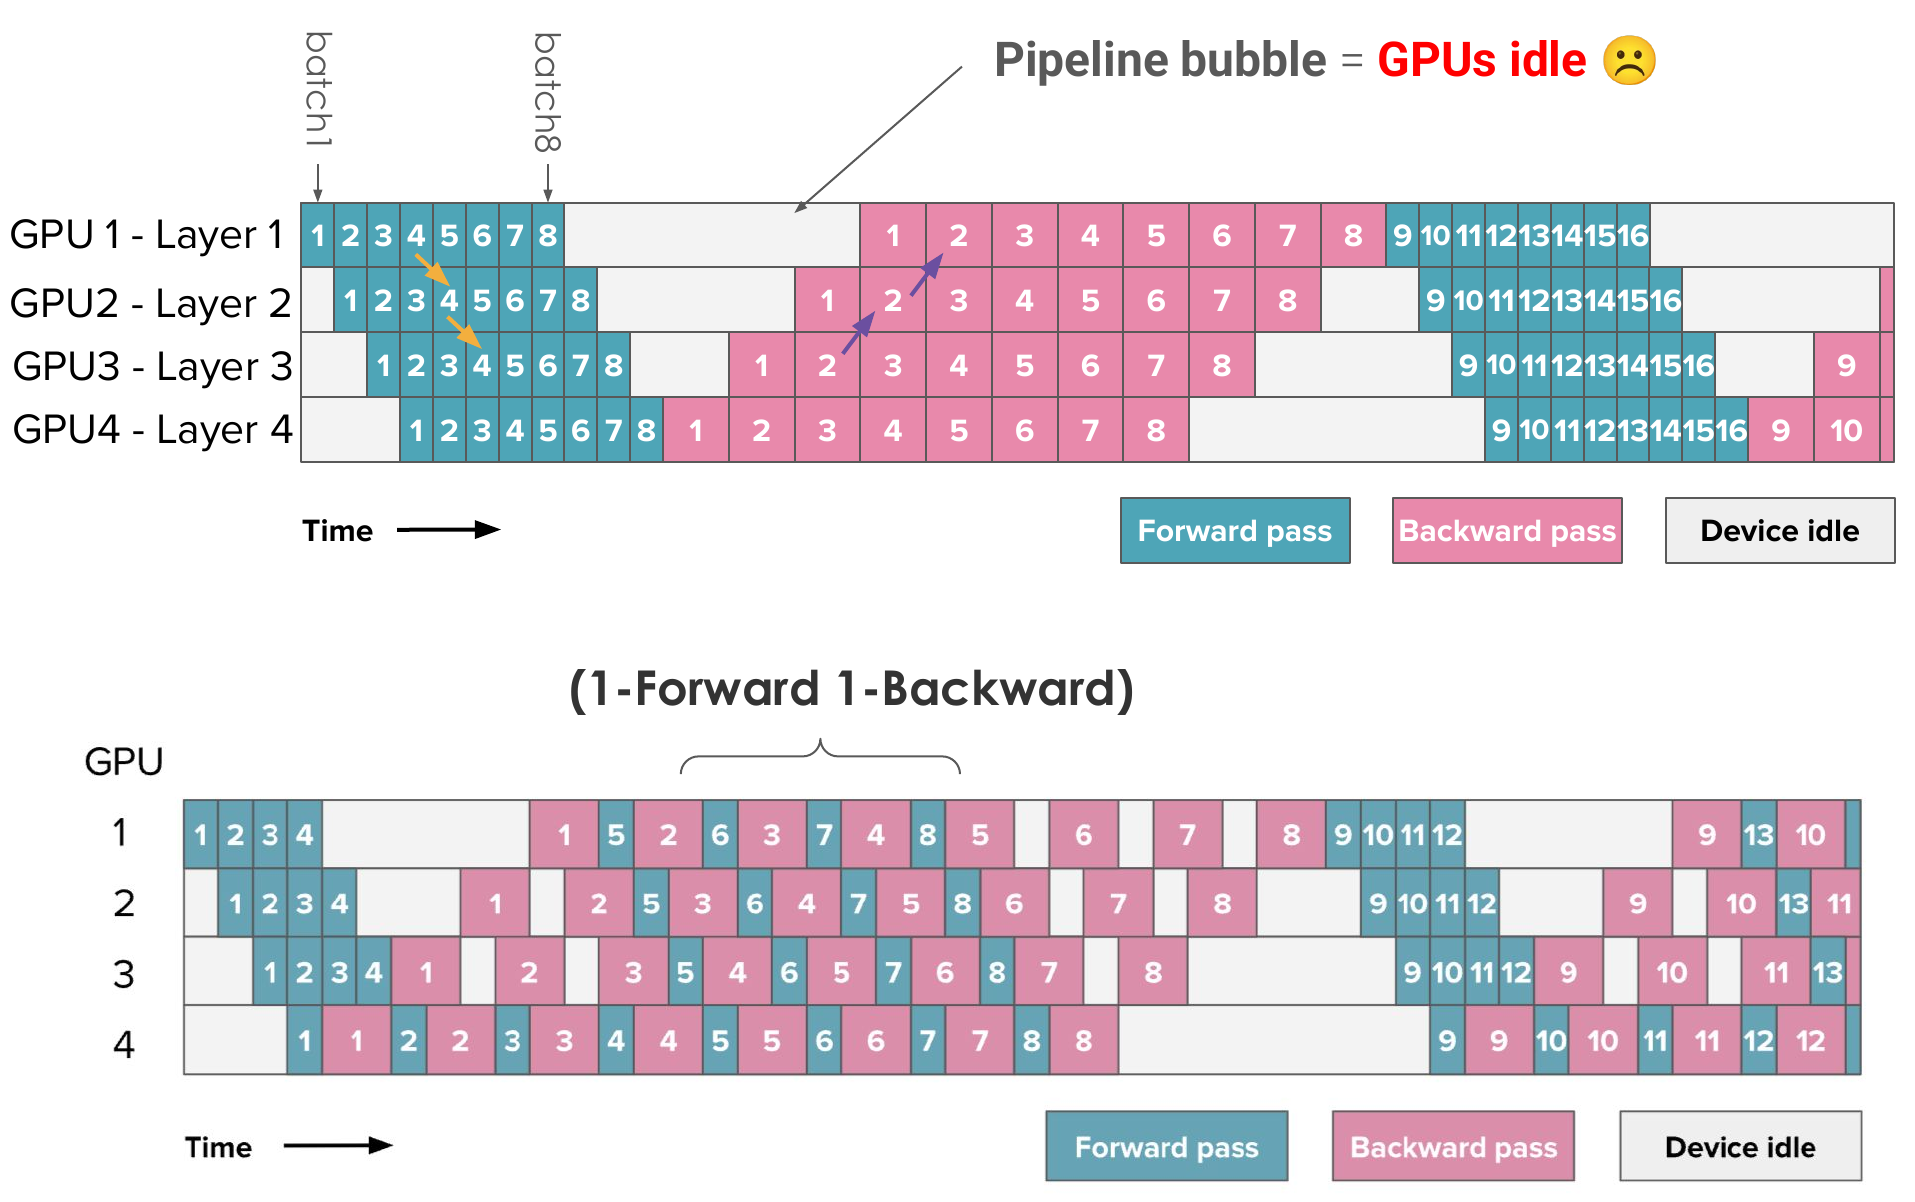 batch1
batch8
Pipeline bubble = GPUs idle ☹️
GPU 1 - Layer 1 1 2 3 4 5 6 7 8 1 2 3 4 5 6 7 8 9 10 11 12 13 14 15 16
GPU2 - Layer 2 1 2 3 4 5 6 7 8 1 2 3 4 5 6 7 8 9 10 11 12 13 14 15 16
GPU3 - Layer 3 1 2 3 4 5 6 7 8 1 2 3 4 5 6 7 8 9 10 11 12 13 14 15 16 9
GPU4 - Layer 4 1 2 3 4 5 6 7 8 1 2 3 4 5 6 7 8 9 10 11 12 13 14 15 16 9 10
Time Forward pass Backward pass Device idle
(1-Forward 1-Backward)
GPU
1 1 2 3 4 1 5 2 6 3 7 4 8 5 6 7 8 9 10 11 12 9 13 10
2 1 2 3 4 1 2 5 3 6 4 7 5 8 6 7 8 9 10 11 12 9 10 13 11
3 1 2 3 4 1 2 3 5 4 6 5 7 6 8 7 8 9 10 11 12 9 10 11 13
4 1 1 2 2 3 3 4 4 5 5 6 6 7 7 8 8 9 9 10 10 11 11 12 12
Time Forward pass Backward pass Device idle